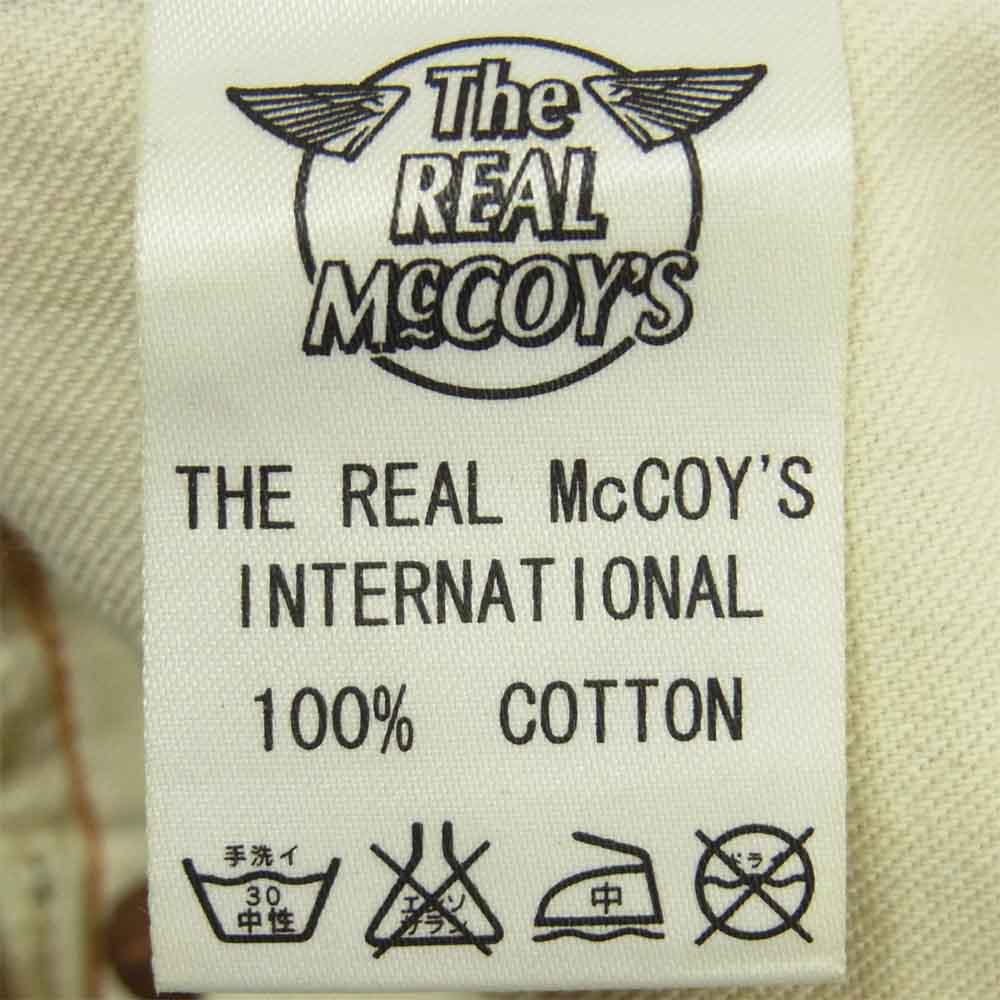 The
REAL
McCOY'S
THE REAL McCOY'S
INTERNATIONAL
100% COTTON
手洗イ
30
中性
エンソ
サラシ
中
ドライ